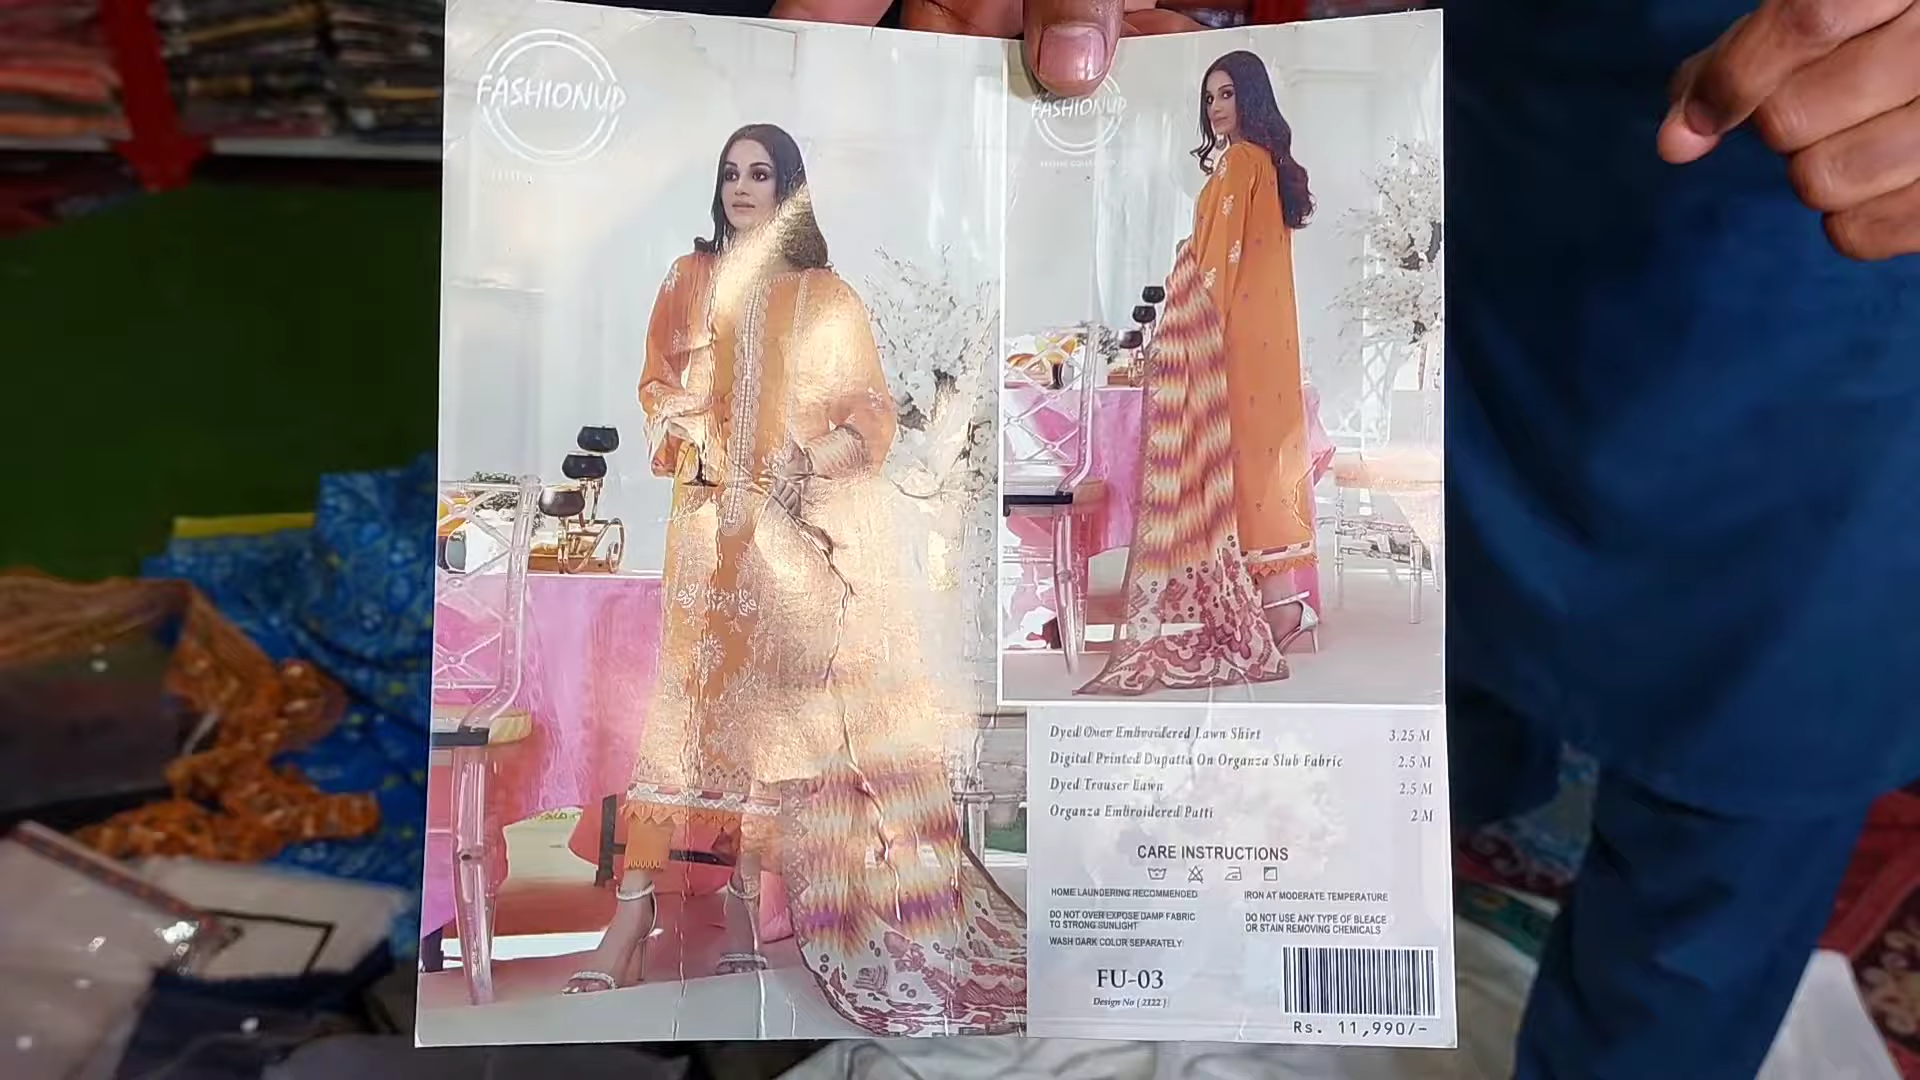 FASHIONUP
FASHIONUP
Dyed Over Embroidered Lawn Shirt 3.25 M
Digital Printed Dupatta On Organza Slub Fabric 2.5 M
Dyed Trouser Lawn 2.5 M
Organza Embroidered Patti 2 M
CARE INSTRUCTIONS
HOME LAUNDERING RECOMMENDED
DO NOT OVER EXPOSE DAMP FABRIC
TO STRONG SUNLIGHT
WASH DARK COLOR SEPARATELY
IRON AT MODERATE TEMPERATURE
DO NOT USE ANY TYPE OF BLEACE
OR STAIN REMOVING CHEMICALS
FU-03
Design No ( 2122 )
Rs. 11,990/-